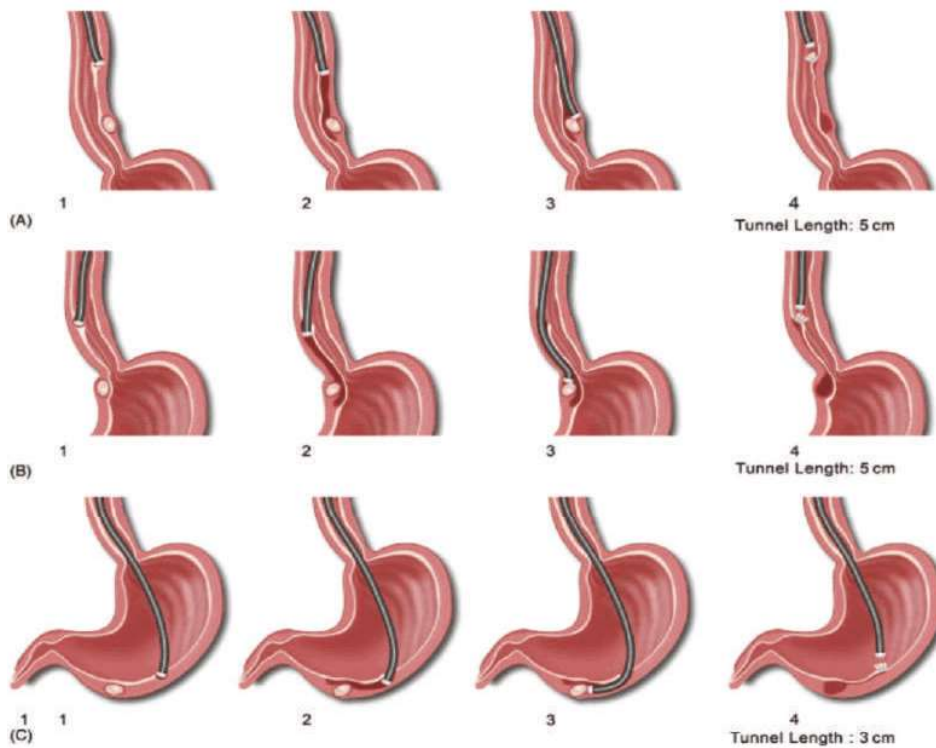 1 2 3 4
(A)
Tunnel Length: 5 cm
1 2 3 4
(B)
Tunnel Length: 5 cm
1 1 2 3 4
(C)
Tunnel Length : 3 cm